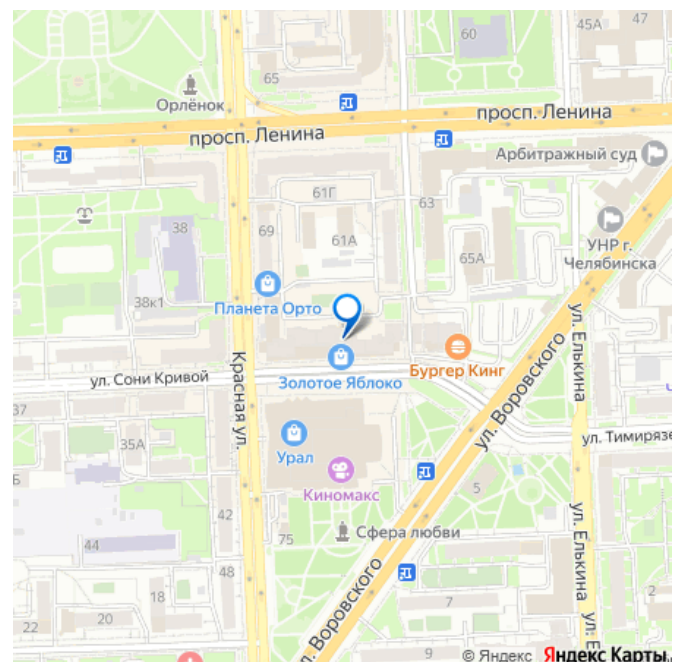 45А
47
60
65
Орлёнок
просп. Ленина
просп. Ленина
Арбитражный суд
61Г
63
38
69
61А
65А
УНР г.
Челябинска
38к1
Планета Орто
ул. Елькина
Красная ул.
ул. Сони Кривой
Золотое Яблоко
Бургер Кинг
ул. Воровского
37
35А
Урал
ул. Тимирязе
Киномакс
5
42
75
Сфера любви
44
48
ул. Елькина
18
2
7
20
22
ул. Воровского
9
© Яндекс Яндекс Карты